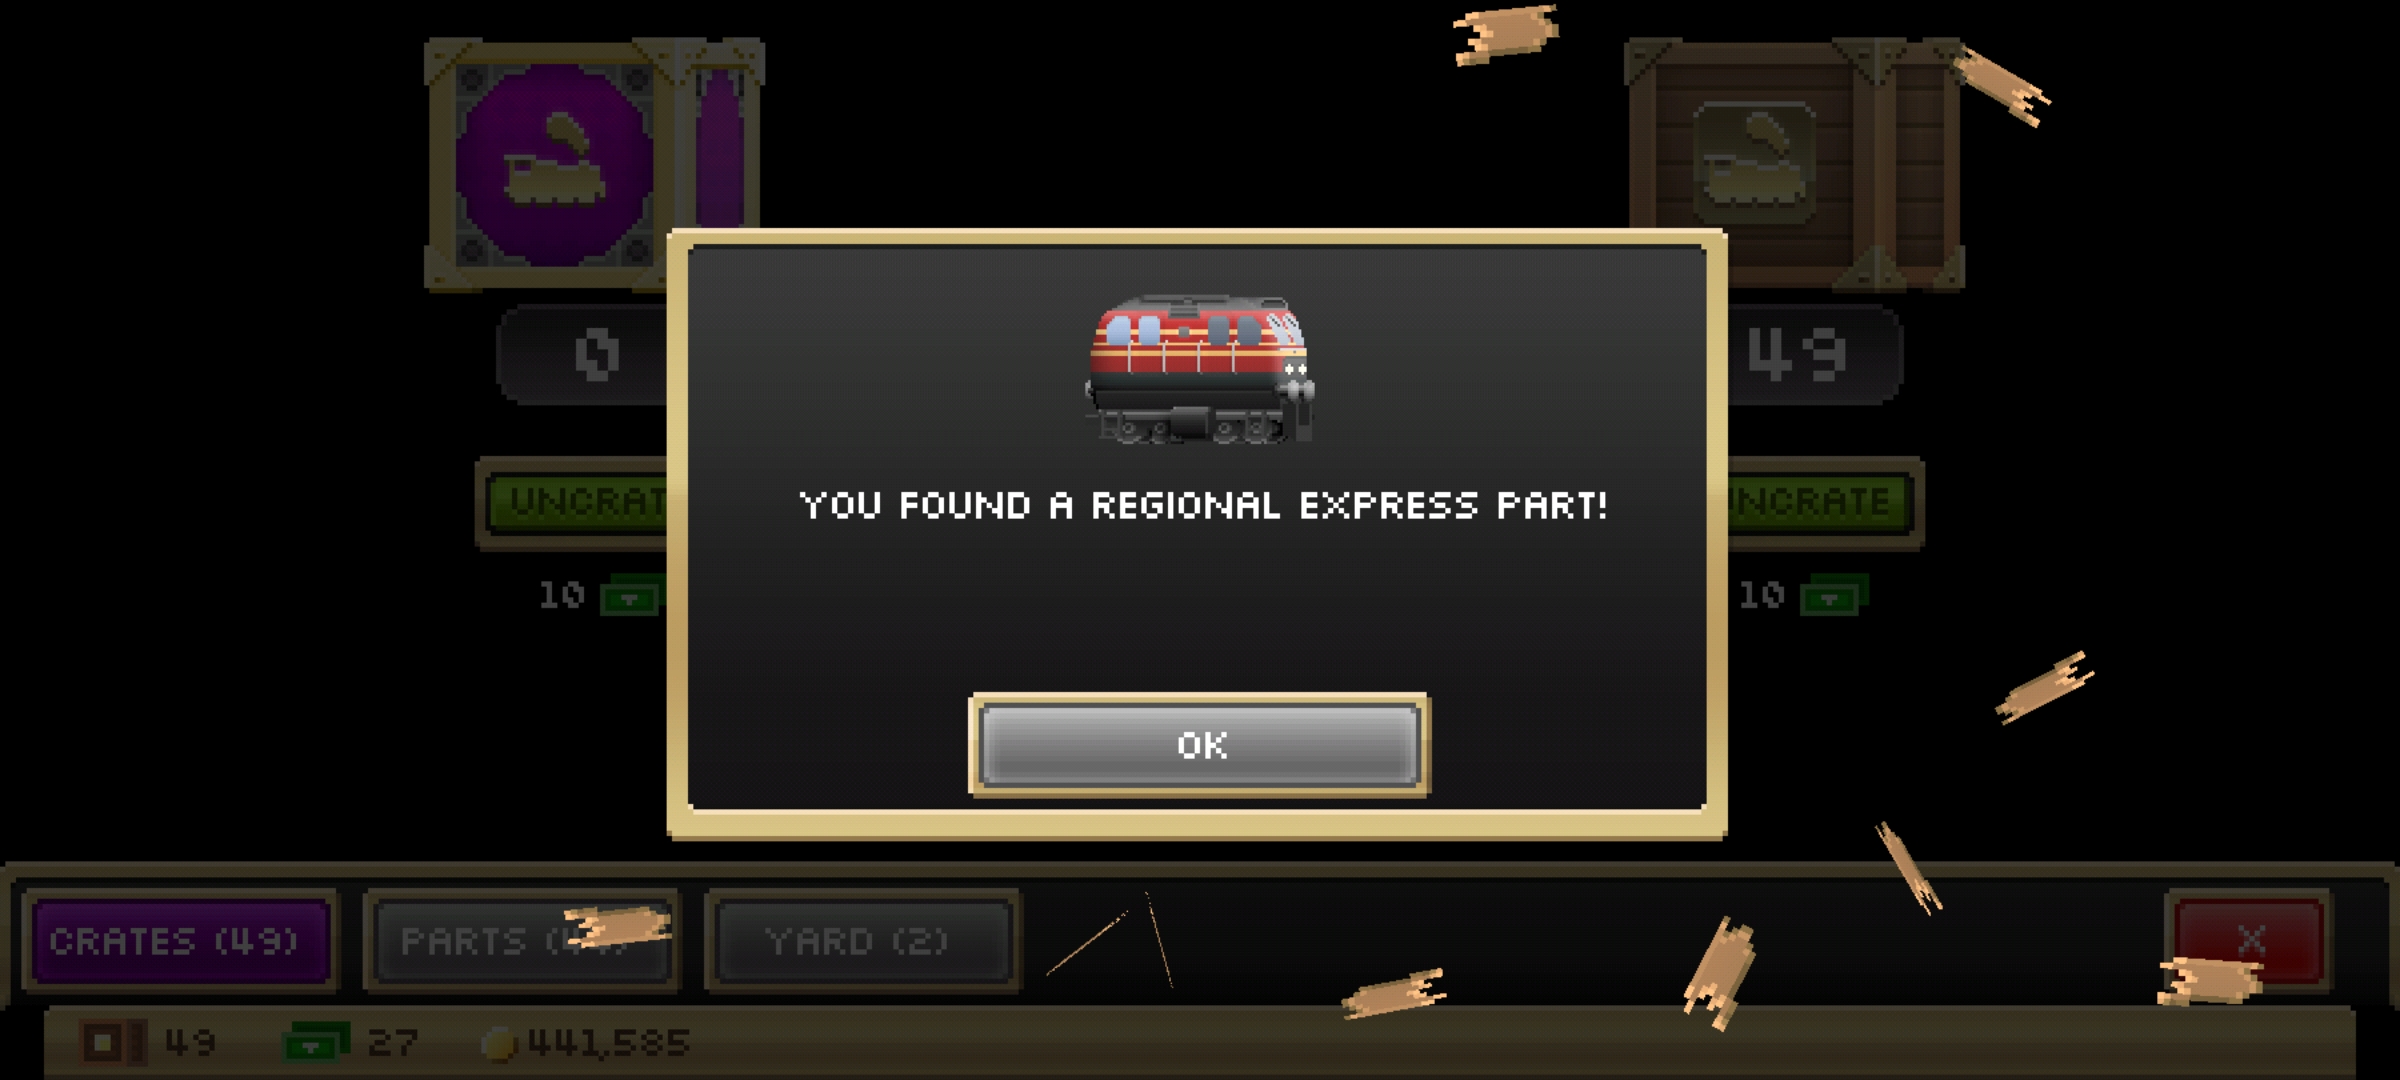 0
49
UNCRAT
NCRATE
10
10
YOU FOUND A REGIONAL EXPRESS PART!
OK
CRATES (49)
PARTS
YARD (2)
X
49
27
441,585